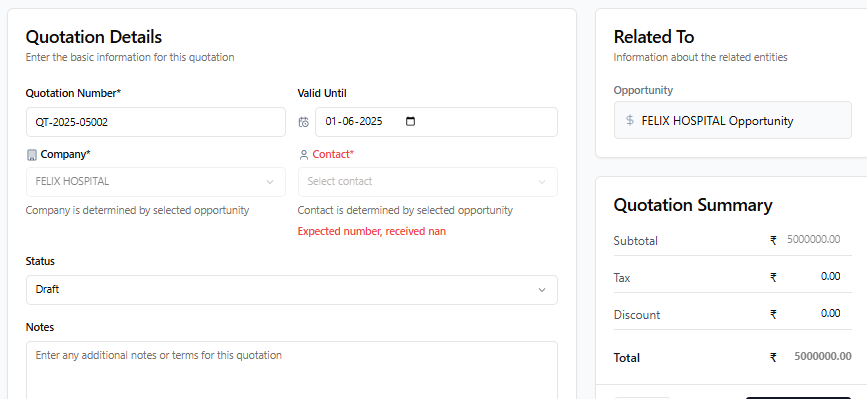 Quotation Details
Enter the basic information for this quotation
Quotation Number*
Valid Until
QT-2025-05002
01-06-2025
Company*
Contact*
FELIX HOSPITAL
Select contact
Company is determined by selected opportunity
Contact is determined by selected opportunity
Expected number, received nan
Status
Draft
Notes
Enter any additional notes or terms for this quotation
Related To
Information about the related entities
Opportunity
$ FELIX HOSPITAL Opportunity
Quotation Summary
Subtotal ₹ 5000000.00
Tax ₹ 0.00
Discount ₹ 0.00
Total ₹ 5000000.00